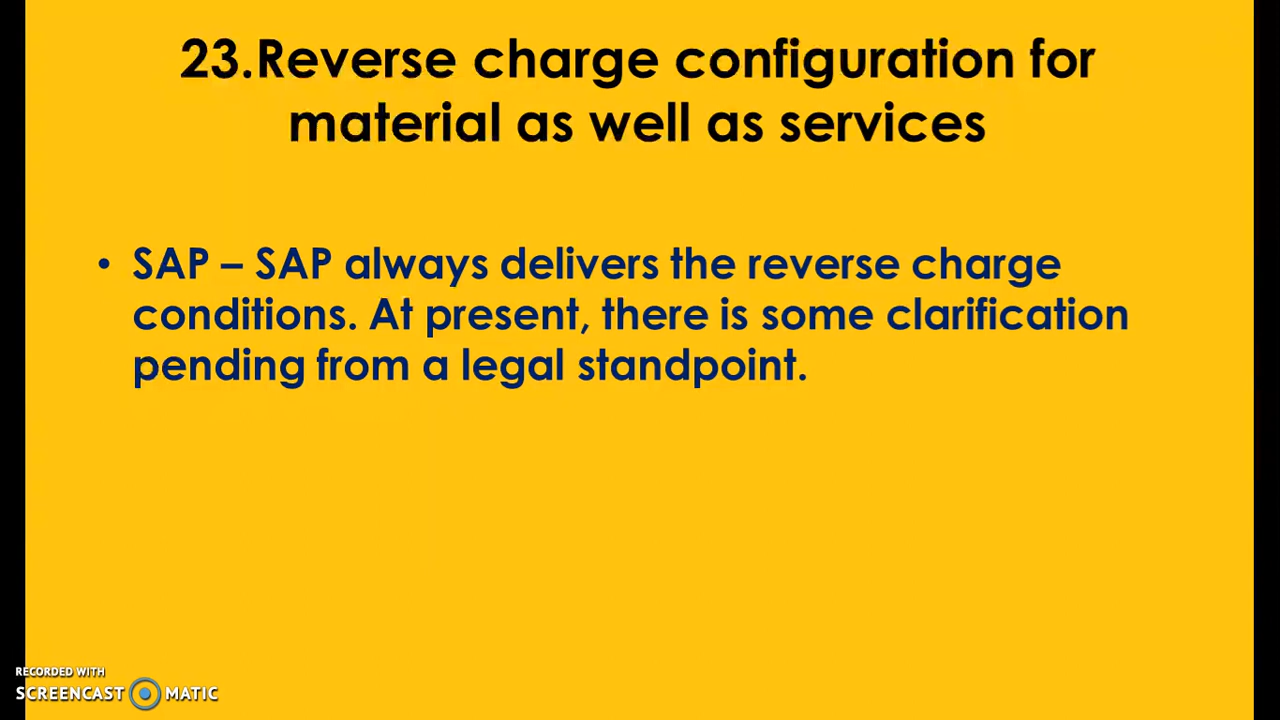 23.Reverse charge configuration for
material as well as services
• SAP – SAP always delivers the reverse charge
conditions. At present, there is some clarification
pending from a legal standpoint.
RECORDED WITH
SCREENCAST MATIC